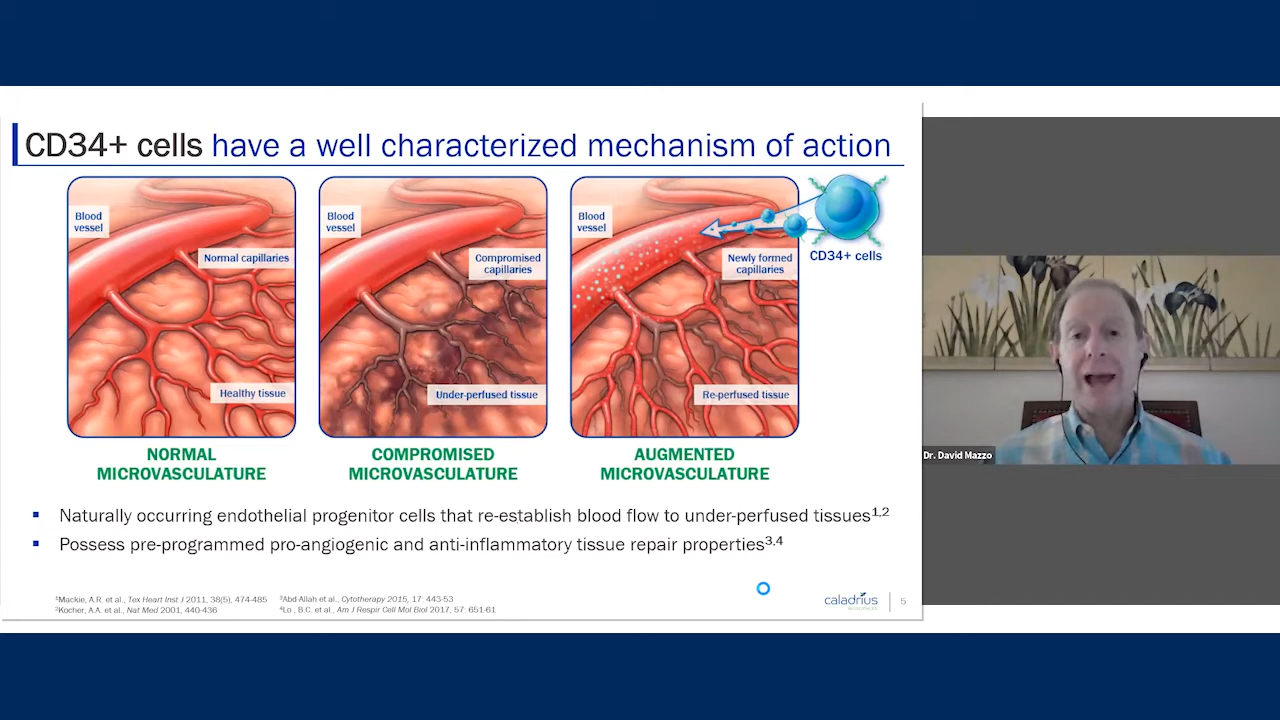 CD34+ cells have a well characterized mechanism of action
Blood
vessel
Normal capillaries
Healthy tissue
Blood
vessel
Compromised
capillaries
Under-perfused tissue
Blood
vessel
Newly formed
capillaries
Re-perfused tissue
CD34+ cells
NORMAL
MICROVASCULATURE
COMPROMISED
MICROVASCULATURE
AUGMENTED
MICROVASCULATURE
▪ Naturally occurring endothelial progenitor cells that re-establish blood flow to under-perfused tissues1,2
▪ Possess pre-programmed pro-angiogenic and anti-inflammatory tissue repair properties3,4
1Mackie, A.R. et al., Tex Heart Inst J 2011, 38(5), 474-485
2Kocher, A.A. et al., Nat Med 2001, 440-436
3Abd-Allah et al., Cytotherapy 2015, 17: 443-53
4Lo , B.C. et al., Am J Respir Cell Mol Biol 2017, 57: 651-61
caladrius
5
Dr. David Mazzo